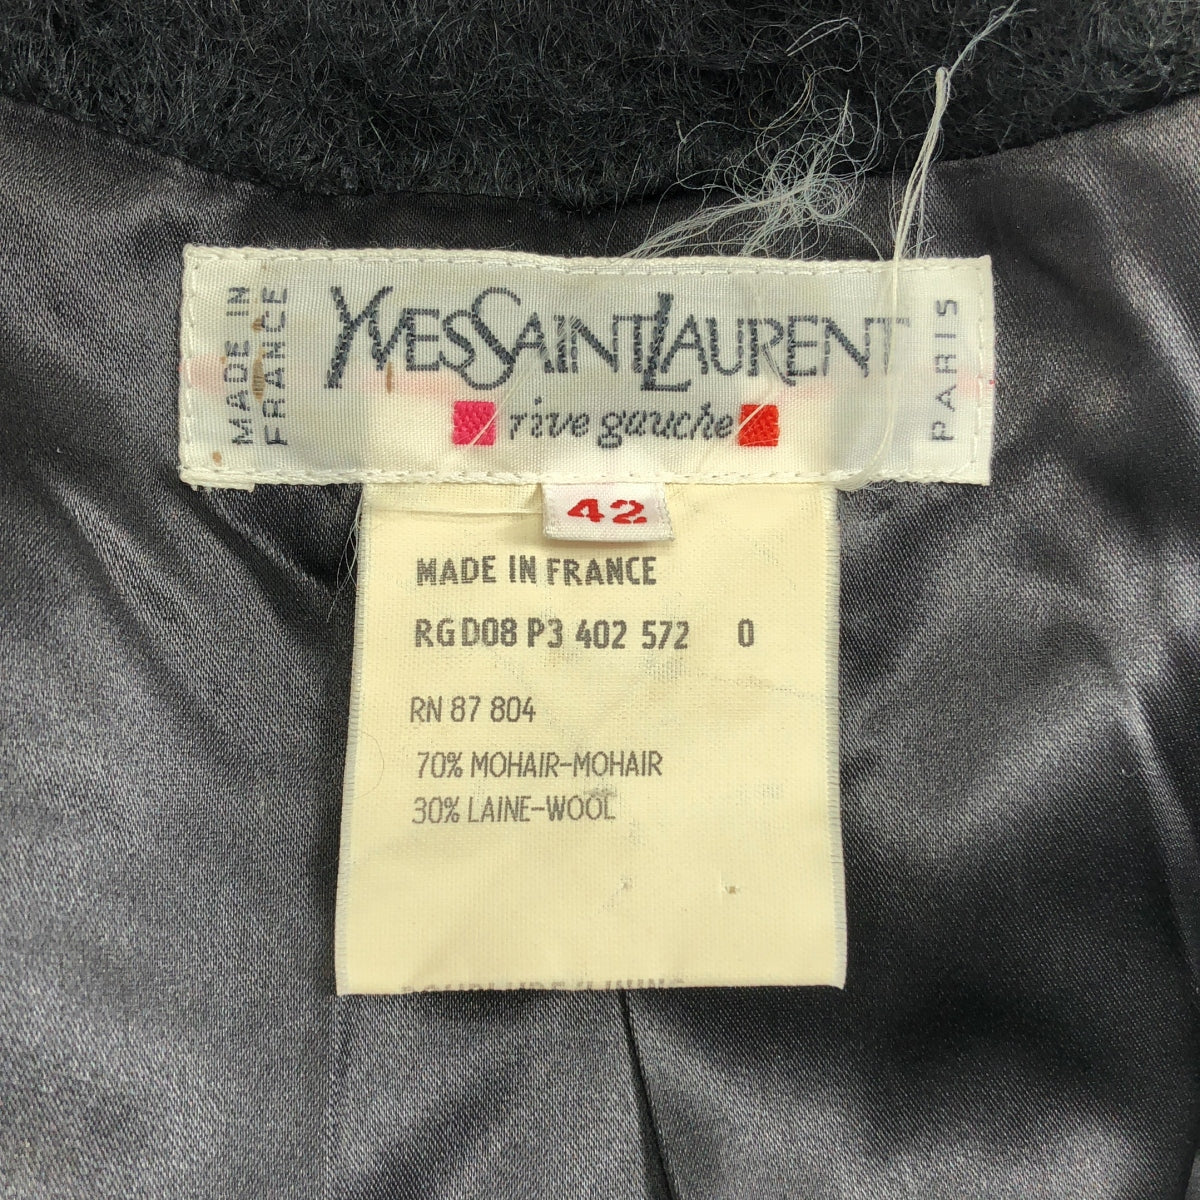 MADE IN
FRANCE
YVES SAINT LAURENT
PARIS
rive gauche
42
MADE IN FRANCE
RG D08 P3 402 572 0
RN 87 804
70% MOHAIR-MOHAIR
30% LAINE-WOOL